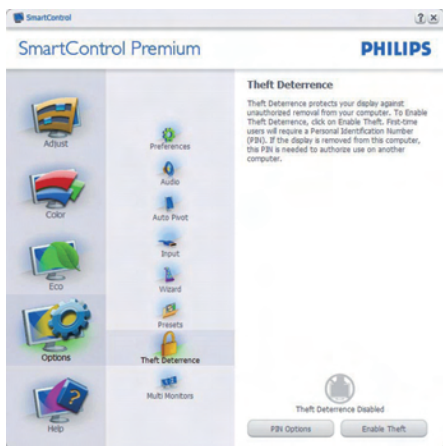 SmartControl
SmartControl Premium
PHILIPS
Adjust
Color
Eco
Options
Help
Preferences
Audio
Auto Pivot
Input
Wizard
Presets
Theft Deterrence
Multi Monitors
Theft Deterrence
Theft Deterrence protects your display against
unauthorized removal from your computer. To Enable
Theft Deterrence, click on Enable Theft. First-time
users will require a Personal Identification Number
(PIN). If the display is removed from this computer,
this PIN is needed to authorize use on another
computer.
Theft Deterrence Disabled
PIN Options
Enable Theft